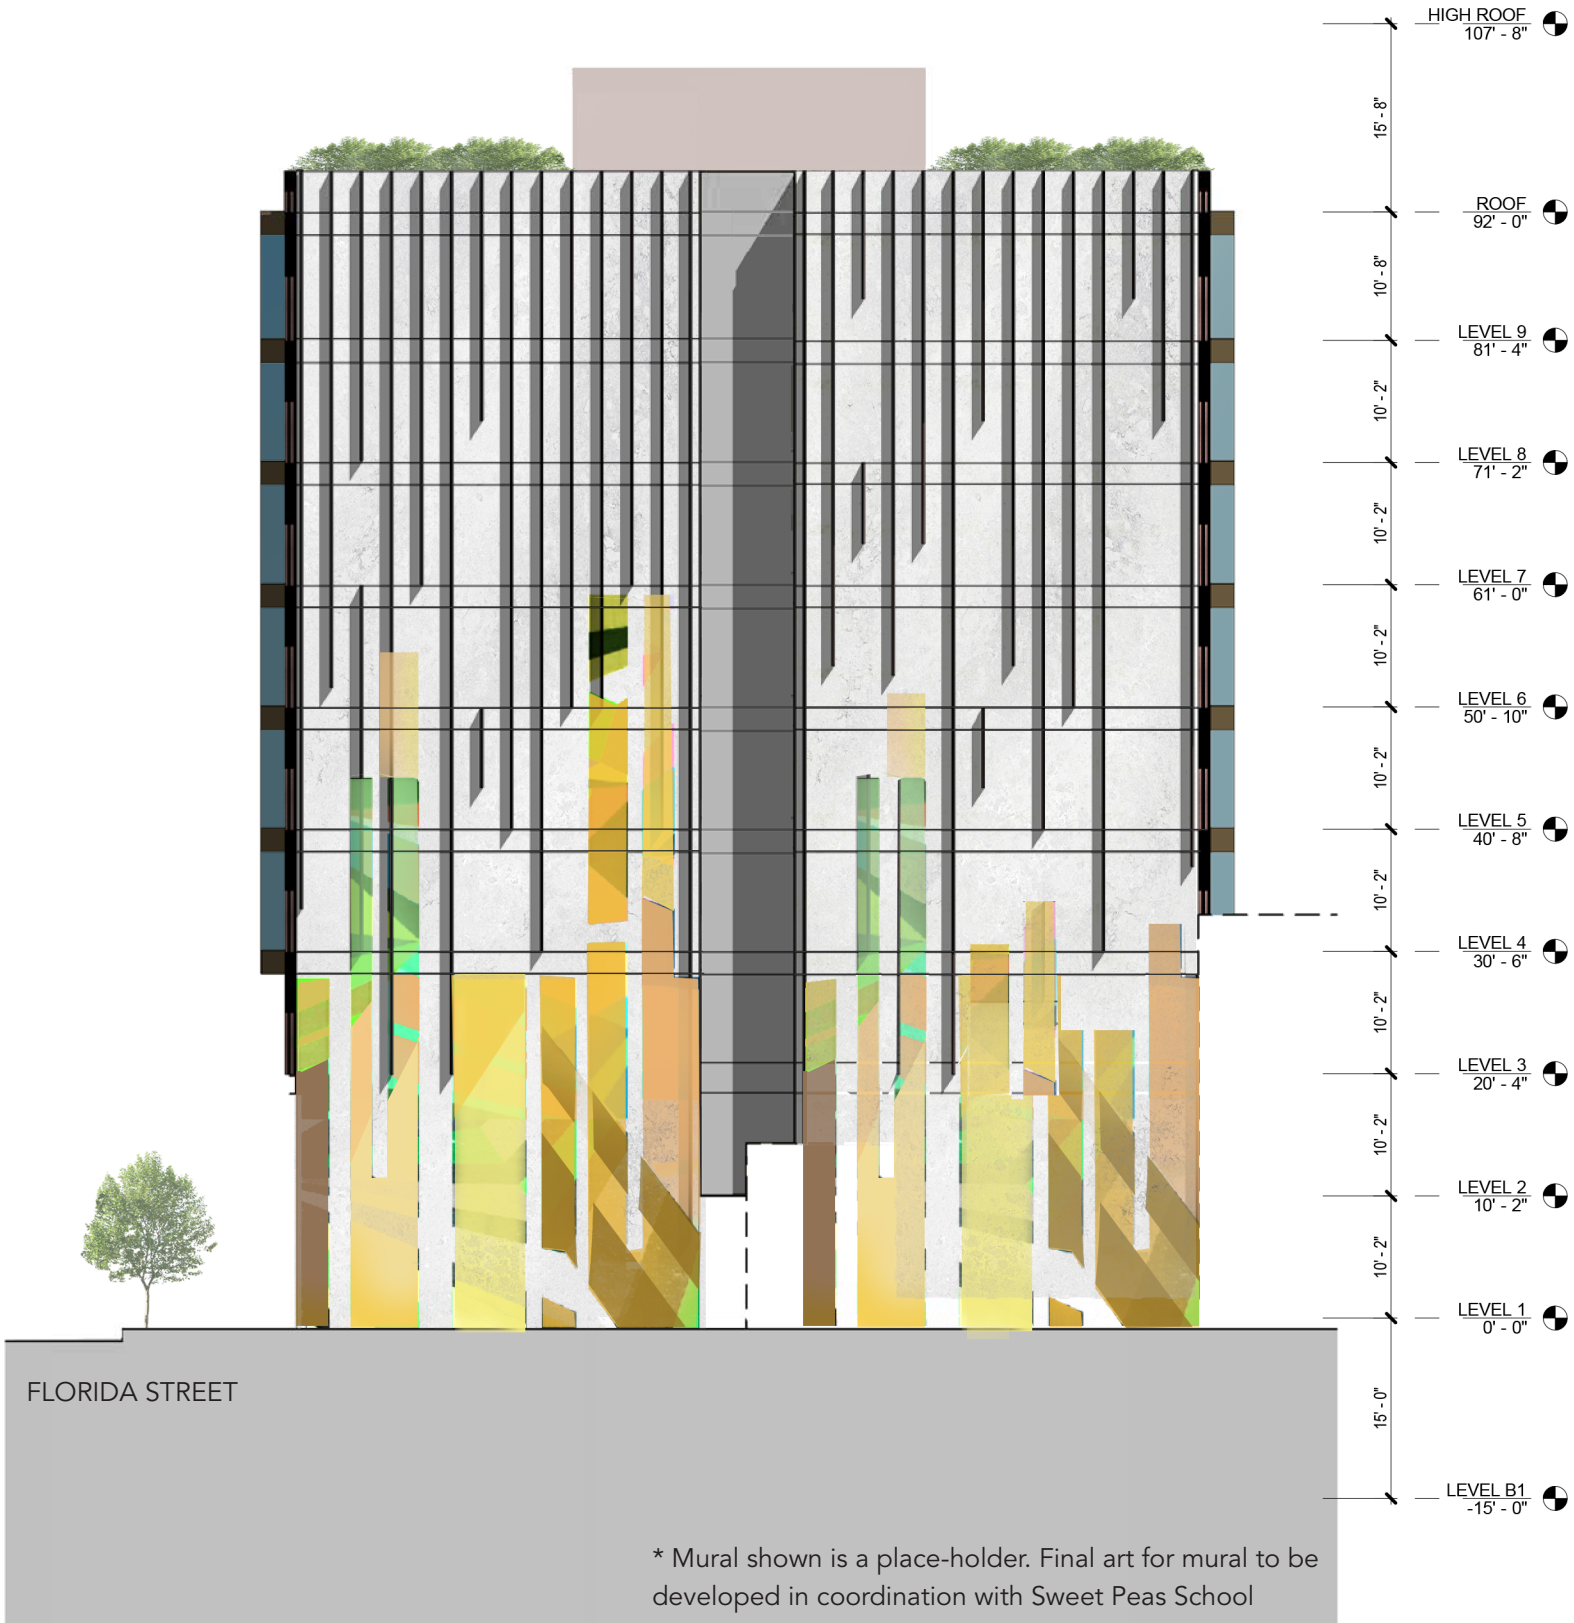 HIGH ROOF
107' - 8"
15' - 8"
ROOF
92' - 0"
10' - 8"
LEVEL 9
81' - 4"
10' - 2"
LEVEL 8
71' - 2"
10' - 2"
LEVEL 7
61' - 0"
10' - 2"
LEVEL 6
50' - 10"
10' - 2"
LEVEL 5
40' - 8"
10' - 2"
LEVEL 4
30' - 6"
10' - 2"
LEVEL 3
20' - 4"
10' - 2"
LEVEL 2
10' - 2"
10' - 2"
LEVEL 1
0' - 0"
FLORIDA STREET
15' - 0"
LEVEL B1
-15' - 0"
* Mural shown is a place-holder. Final art for mural to be
developed in coordination with Sweet Peas School